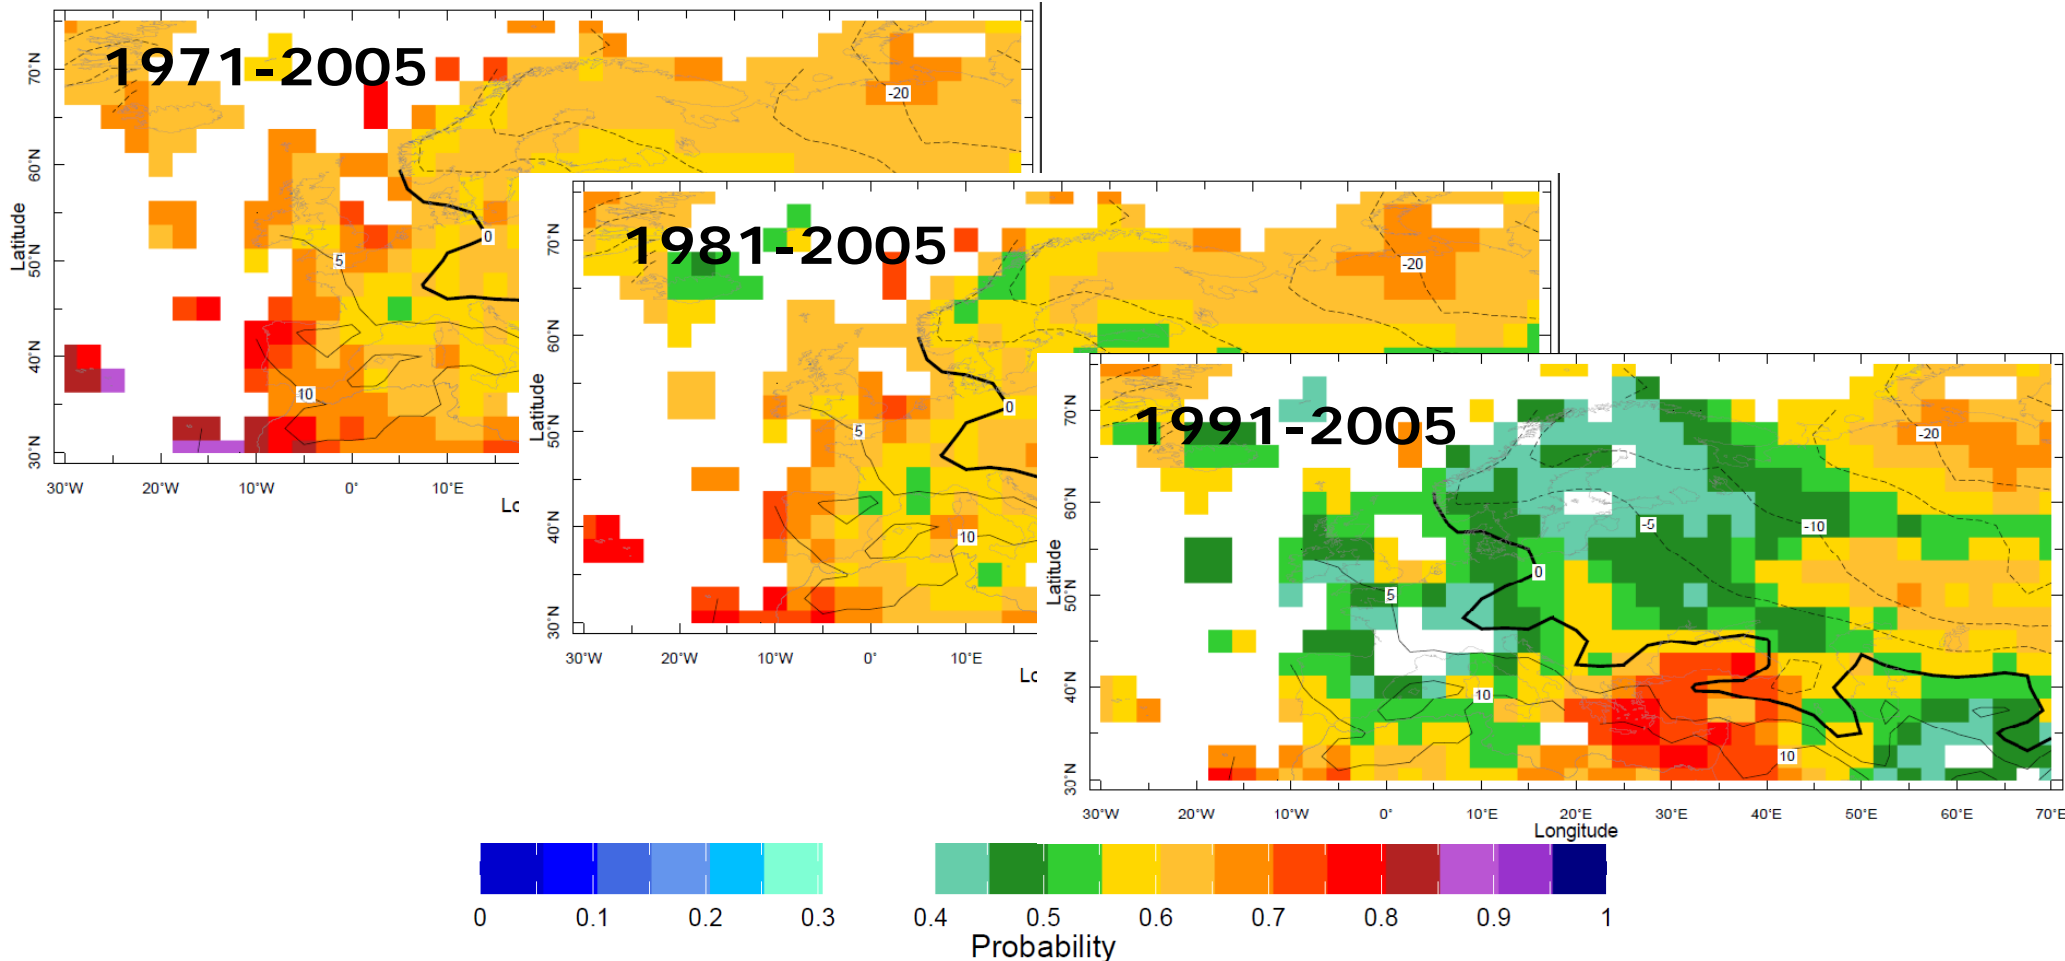 1971-2005
Latitude
70°N
60°N
50°N
40°N
30°N
30°W
20°W
10°W
0°
10°E
Lo
-20
0
5
10
1981-2005
Latitude
70°N
60°N
50°N
40°N
30°N
30°W
20°W
10°W
0°
10°E
Lo
-20
0
5
10
1991-2005
Latitude
70°N
60°N
50°N
40°N
30°N
30°W
20°W
10°W
0°
10°E
20°E
30°E
40°E
50°E
60°E
70°E
Longitude
-20
-10
-5
0
5
10
10
0 0.1 0.2 0.3 0.4 0.5 0.6 0.7 0.8 0.9 1
Probability